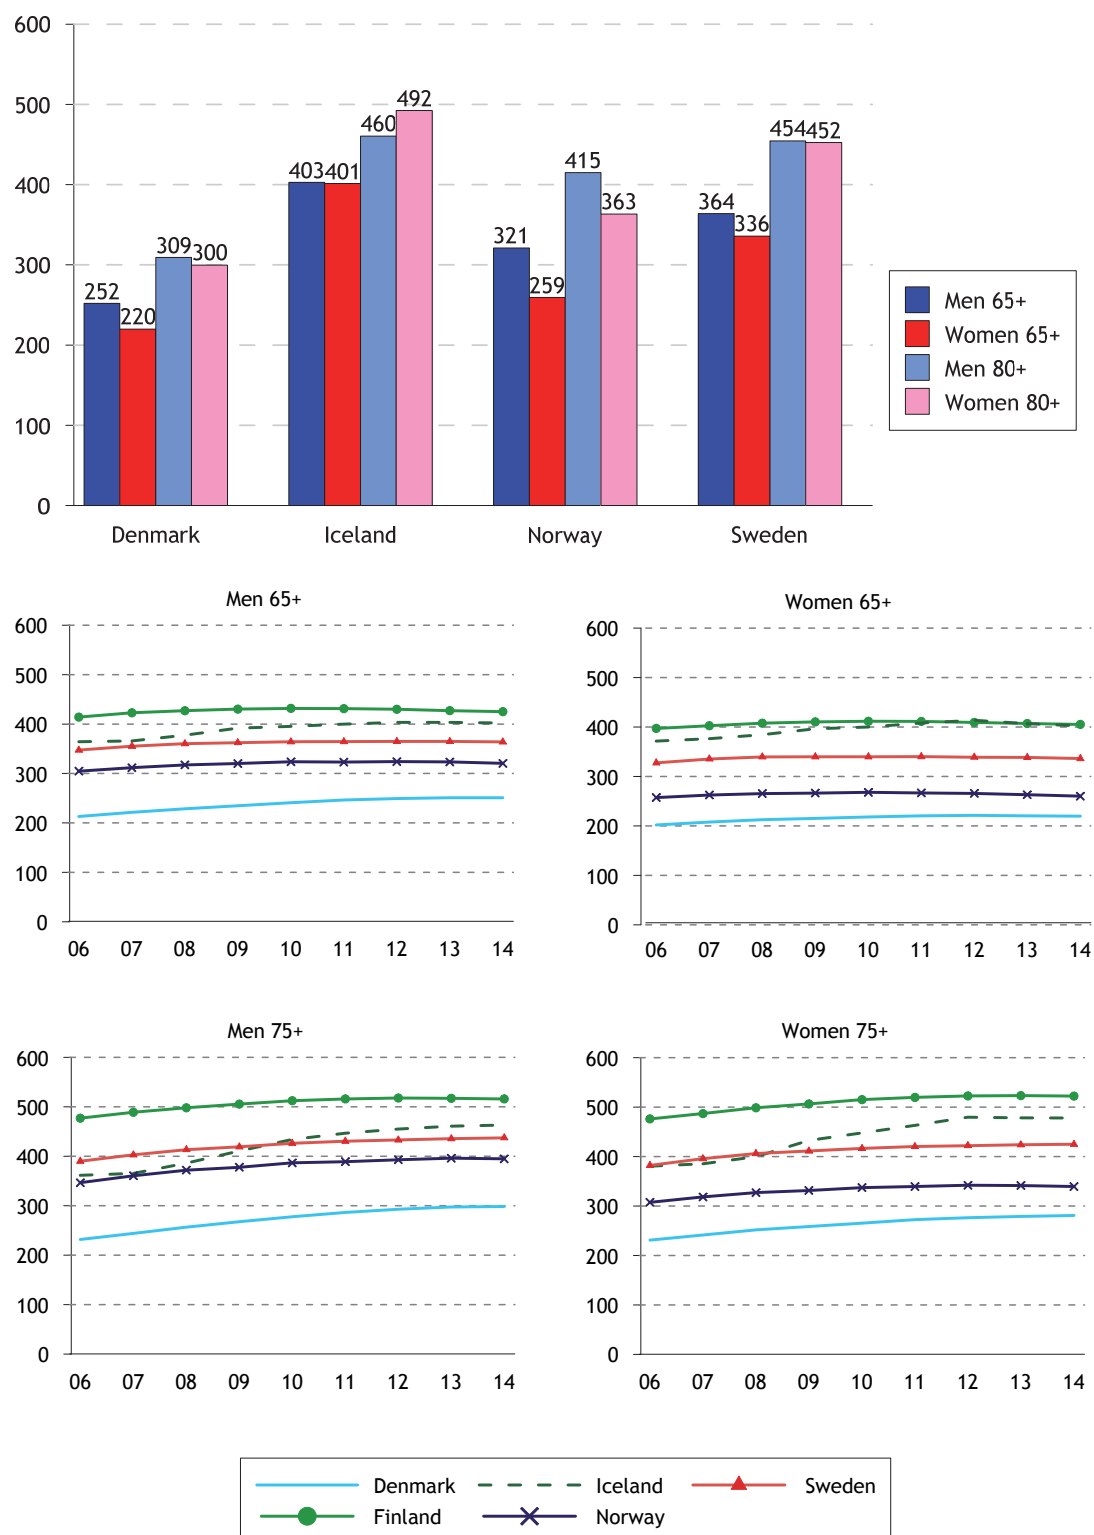 600
500
400
300
200
100
0
252
220
309
300
403
401
460
492
321
259
415
363
364
336
454
452
Denmark
Iceland
Norway
Sweden
Men 65+
Women 65+
Men 80+
Women 80+
Men 65+
600
500
400
300
200
100
0
06 07 08 09 10 11 12 13 14
Women 65+
600
500
400
300
200
100
0
06 07 08 09 10 11 12 13 14
Men 75+
600
500
400
300
200
100
0
06 07 08 09 10 11 12 13 14
Women 75+
600
500
400
300
200
100
0
06 07 08 09 10 11 12 13 14
Denmark Iceland Sweden
Finland Norway